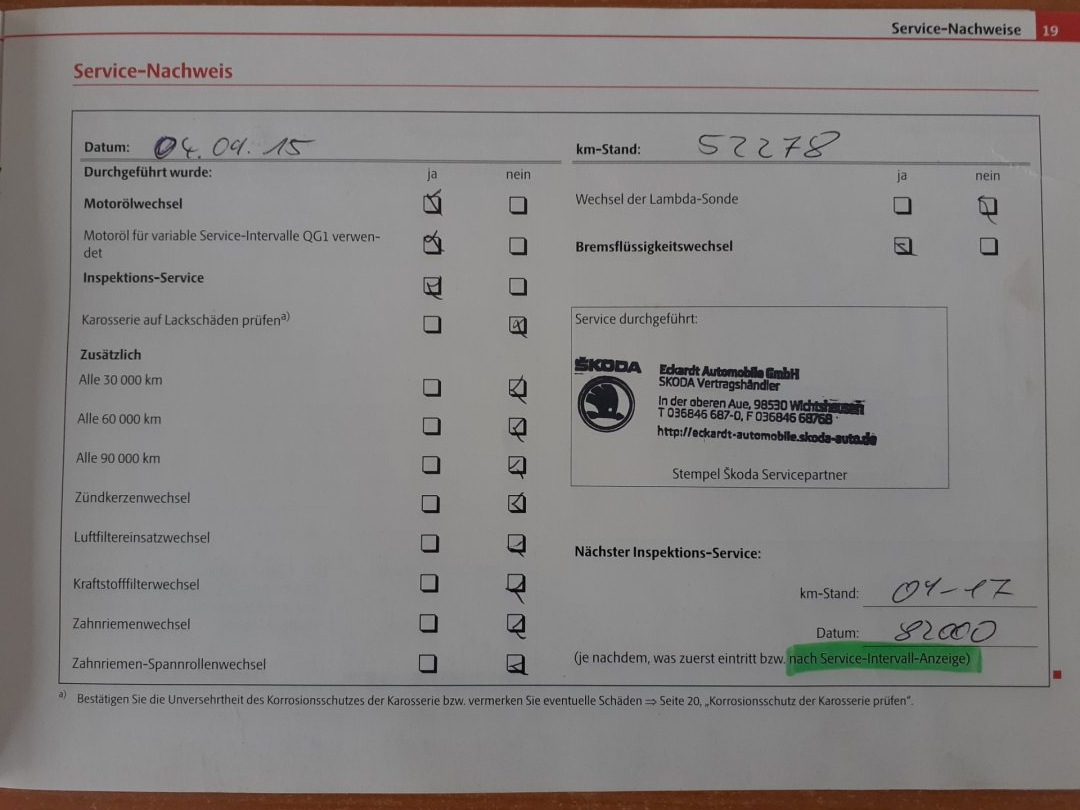 Service-Nachweise 19
Service-Nachweis
Datum: 04.04.15
km-Stand: 52278
Durchgeführt wurde: ja nein
ja nein
Motorölwechsel
Wechsel der Lambda-Sonde
Motoröl für variable Service-Intervalle QG1 verwen-
det
Bremsflüssigkeitswechsel
Inspektions-Service
Karosserie auf Lackschäden prüfen a)
Zusätzlich
Alle 30 000 km
Alle 60 000 km
Alle 90 000 km
Zündkerzenwechsel
Luftfiltereinsatzwechsel
Kraftstofffilterwechsel
Zahnriemenwechsel
Zahnriemen-Spannrollenwechsel
Service durchgeführt:
ŠKODA
Eckardt Automobile GmbH
SKODA Vertragshändler
In der oberen Aue, 98530 Wichtshausen
T 036846 687-0, F 036846 68768
http://eckardt-automobile.skoda-auto.de
Stempel Škoda Servicepartner
Nächster Inspektions-Service:
km-Stand: 04-17
Datum: 82000
(je nachdem, was zuerst eintritt bzw. nach Service-Intervall-Anzeige)
a) Bestätigen Sie die Unversehrtheit des Korrosionsschutzes der Karosserie bzw. vermerken Sie eventuelle Schäden ⇒ Seite 20, „Korrosionsschutz der Karosserie prüfen“.